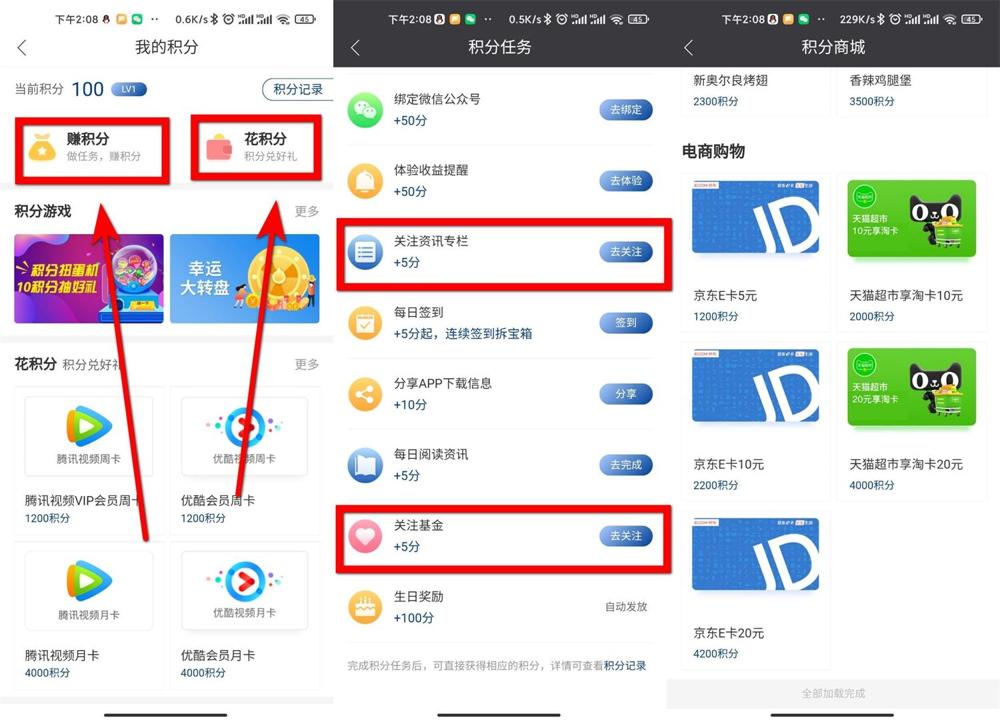 下午2:08
0.6K/s
45
我的积分
当前积分 100 LV1
积分记录
赚积分
做任务，赚积分
花积分
积分兑好礼
积分游戏
更多
积分扭蛋机
10积分抽好礼
幸运
大转盘
花积分 积分兑好礼
更多
腾讯视频周卡
优酷视频周卡
腾讯视频VIP会员周卡
1200积分
优酷会员周卡
1200积分
腾讯视频月卡
优酷视频月卡
腾讯视频月卡
4000积分
优酷会员月卡
4000积分
下午2:08
0.5K/s
45
积分任务
绑定微信公众号
+50分
去绑定
体验收益提醒
+50分
去体验
关注资讯专栏
+5分
去关注
每日签到
+5分起，连续签到拆宝箱
签到
分享APP下载信息
+10分
分享
每日阅读资讯
+5分
去完成
关注基金
+5分
去关注
生日奖励
+100分
自动发放
完成积分任务后，可直接获得相应的积分，详情可查看积分记录
下午2:08
229K/s
45
积分商城
新奥尔良烤翅
2300积分
香辣鸡腿堡
3500积分
电商购物
天猫超市
10元享淘卡
京东E卡5元
1200积分
天猫超市享淘卡10元
2000积分
天猫超市
20元享淘卡
京东E卡10元
2200积分
天猫超市享淘卡20元
4000积分
京东E卡20元
4200积分
全部加载完成